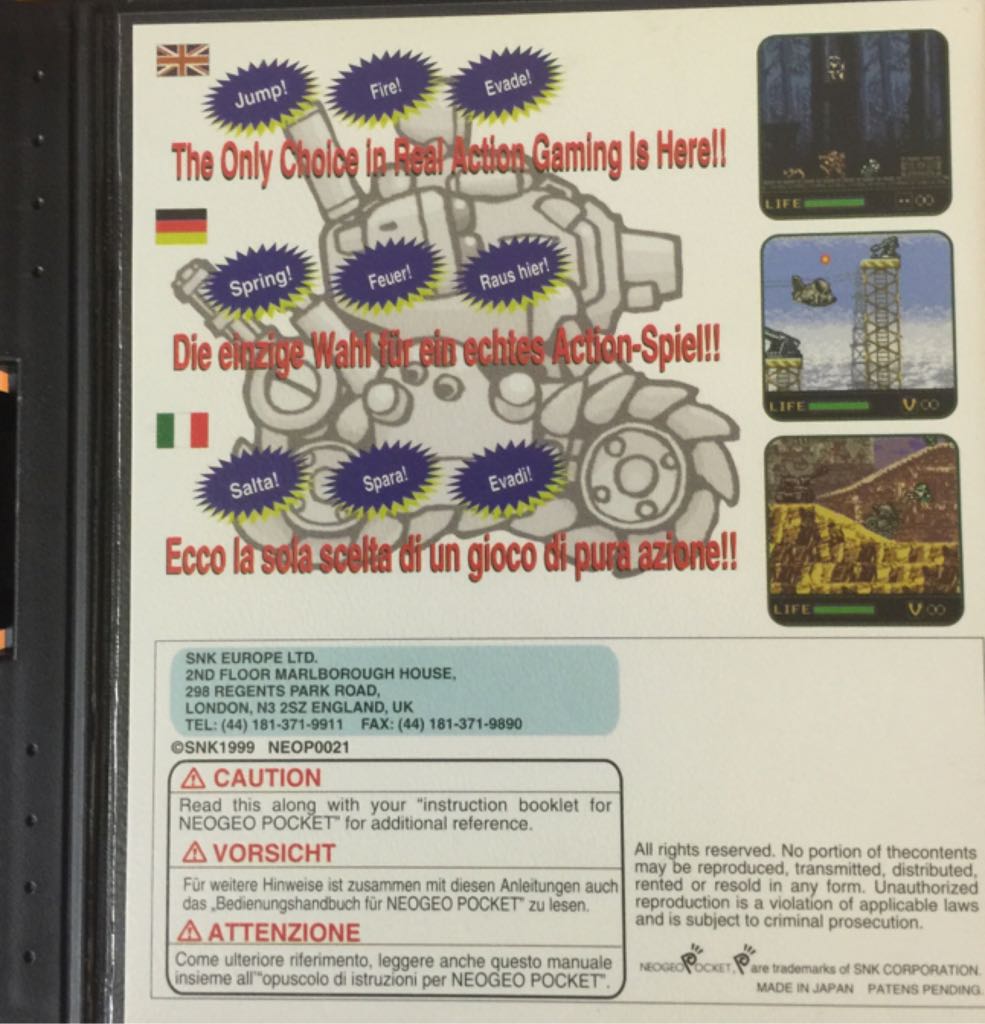 Jump! Fire! Evade!
The Only Choice in Real Action Gaming Is Here!!
Spring! Feuer! Raus hier!
Die einzige Wahl für ein echtes Action-Spiel!!
Salta! Spara! Evadi!
Ecco la sola scelta di un gioco di pura azione!!
LIFE -- ∞
LIFE V ∞
LIFE V ∞
SNK EUROPE LTD.
2ND FLOOR MARLBOROUGH HOUSE,
298 REGENTS PARK ROAD,
LONDON, N3 2SZ ENGLAND, UK
TEL: (44) 181-371-9911 FAX: (44) 181-371-9890
©SNK1999 NEOP0021
CAUTION
Read this along with your "instruction booklet for
NEOGEO POCKET" for additional reference.
VORSICHT
Für weitere Hinweise ist zusammen mit diesen Anleitungen auch
das „Bedienungshandbuch für NEOGEO POCKET" zu lesen.
ATTENZIONE
Come ulteriore riferimento, leggere anche questo manuale
insieme all'"opuscolo di istruzioni per NEOGEO POCKET".
All rights reserved. No portion of thecontents
may be reproduced, transmitted, distributed,
rented or resold in any form. Unauthorized
reproduction is a violation of applicable laws
and is subject to criminal prosecution.
NEOGEO POCKET, P are trademarks of SNK CORPORATION.
MADE IN JAPAN PATENS PENDING.